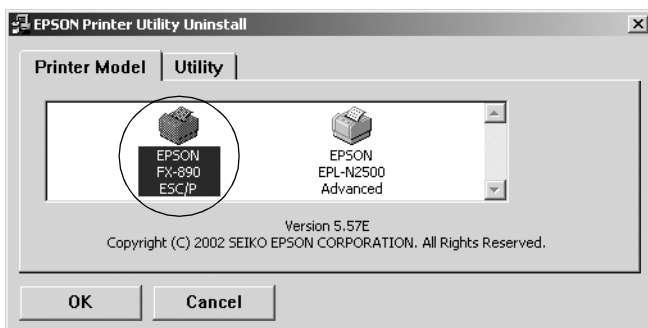 EPSON Printer Utility Uninstall
Printer Model
Utility
EPSON
FX-890
ESC/P
EPSON
EPL-N2500
Advanced
Version 5.57E
Copyright (C) 2002 SEIKO EPSON CORPORATION. All Rights Reserved.
OK
Cancel